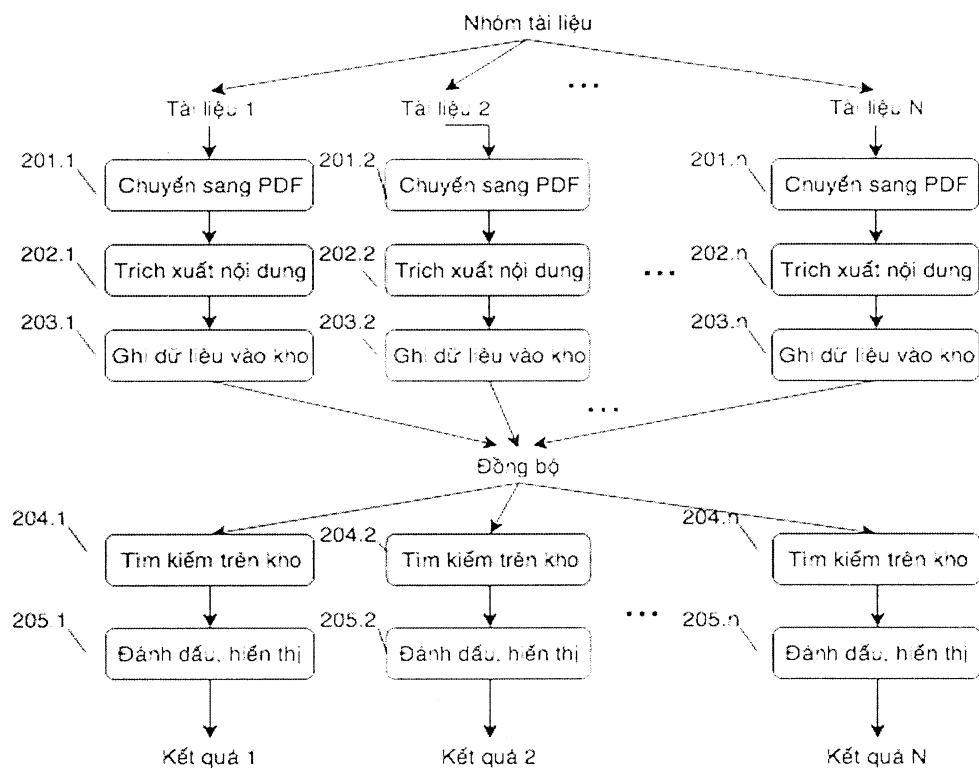 Nhóm tài liệu
...
Tài liệu 1
Tài liệu 2
Tài liệu N
201.1
Chuyển sang PDF
201.2
Chuyển sang PDF
201.n
Chuyển sang PDF
202.1
Trích xuất nội dung
202.2
Trích xuất nội dung
...
202.n
Trích xuất nội dung
203.1
Ghi dữ liệu vào kho
203.2
Ghi dữ liệu vào kho
203.n
Ghi dữ liệu vào kho
...
Đồng bộ
204.1
Tìm kiếm trên kho
204.2
Tìm kiếm trên kho
204.n
Tìm kiếm trên kho
205.1
Đánh dấu, hiển thị
205.2
Đánh dấu, hiển thị
...
205.n
Đánh dấu, hiển thị
Kết quả 1
Kết quả 2
Kết quả N